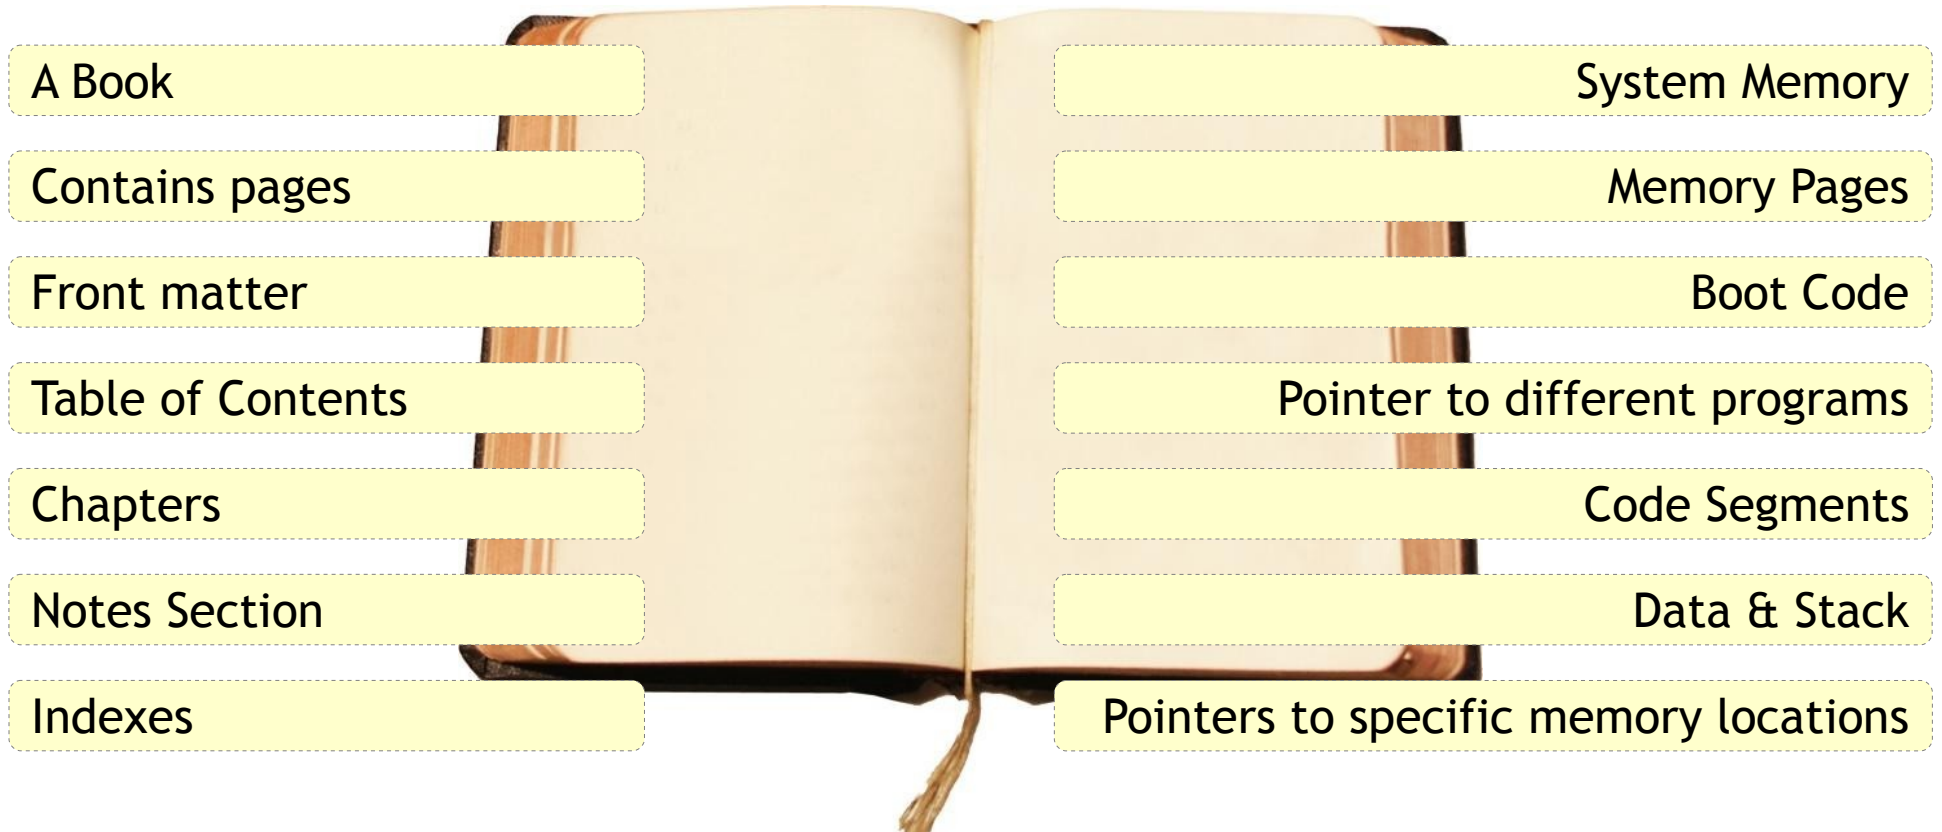 A Book
System Memory
Contains pages
Memory Pages
Front matter
Boot Code
Table of Contents
Pointer to different programs
Chapters
Code Segments
Notes Section
Data & Stack
Indexes
Pointers to specific memory locations